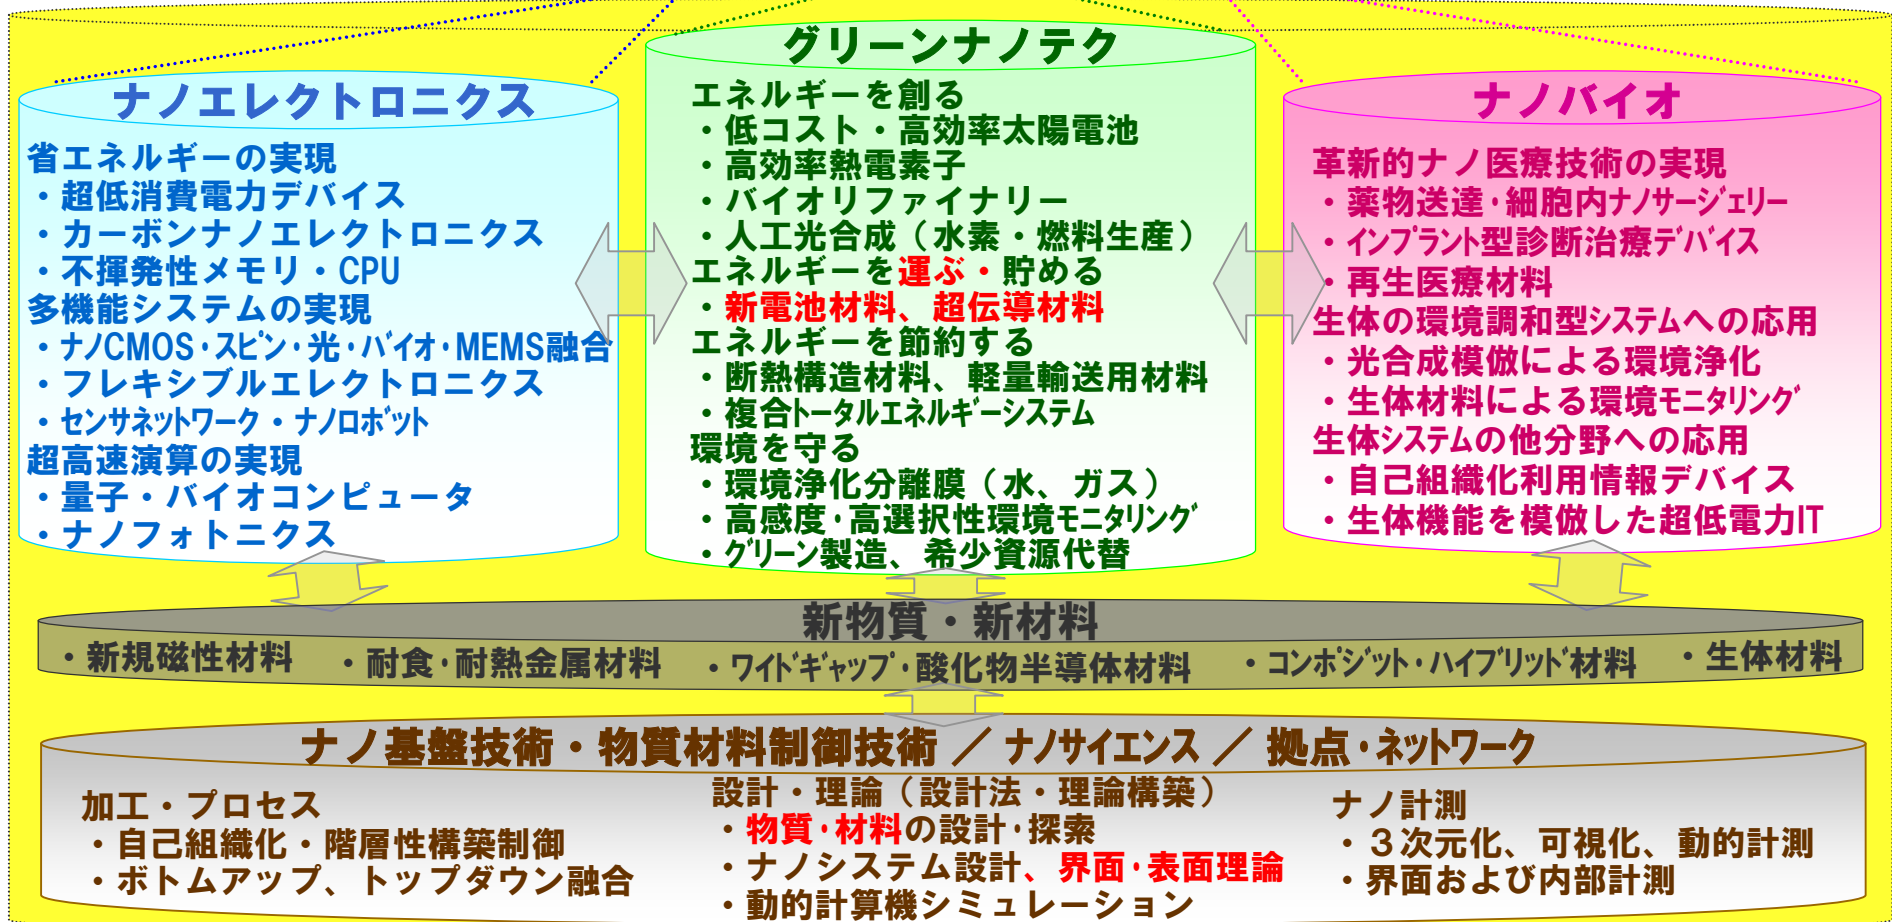 グリーンナノテク
エネルギーを創る
・低コスト・高効率太陽電池
・高効率熱電素子
・バイオリファイナリー
・人工光合成（水素・燃料生産）
エネルギーを運ぶ・貯める
・新電池材料、超伝導材料
エネルギーを節約する
・断熱構造材料、軽量輸送用材料
・複合トータルエネルギーシステム
環境を守る
・環境浄化分離膜（水、ガス）
・高感度・高選択性環境モニタリング
・グリーン製造、希少資源代替
ナノエレクトロニクス
省エネルギーの実現
・超低消費電力デバイス
・カーボンナノエレクトロニクス
・不揮発性メモリ・CPU
多機能システムの実現
・ナノCMOS・スピン・光・バイオ・MEMS融合
・フレキシブルエレクトロニクス
・センサネットワーク・ナノロボット
超高速演算の実現
・量子・バイオコンピュータ
・ナノフォトニクス
ナノバイオ
革新的ナノ医療技術の実現
・薬物送達・細胞内ナノサージェリー
・インプラント型診断治療デバイス
・再生医療材料
生体の環境調和型システムへの応用
・光合成模倣による環境浄化
・生体材料による環境モニタリング
生体システムの他分野への応用
・自己組織化利用情報デバイス
・生体機能を模倣した超低電力IT
新物質・新材料
・新規磁性材料 ・耐食・耐熱金属材料 ・ワイドギャップ・酸化物半導体材料 ・コンポジット・ハイブリッド材料 ・生体材料
ナノ基盤技術・物質材料制御技術 ／ ナノサイエンス ／ 拠点・ネットワーク
加工・プロセス
・自己組織化・階層性構築制御
・ボトムアップ、トップダウン融合
設計・理論（設計法・理論構築）
・物質・材料の設計・探索
・ナノシステム設計、界面・表面理論
・動的計算機シミュレーション
ナノ計測
・３次元化、可視化、動的計測
・界面および内部計測